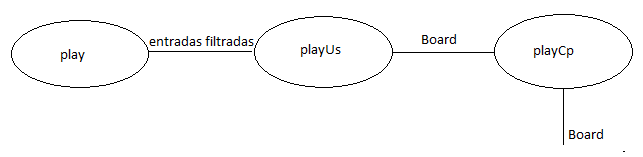 play
entradas filtradas
playUs
Board
playCp
Board